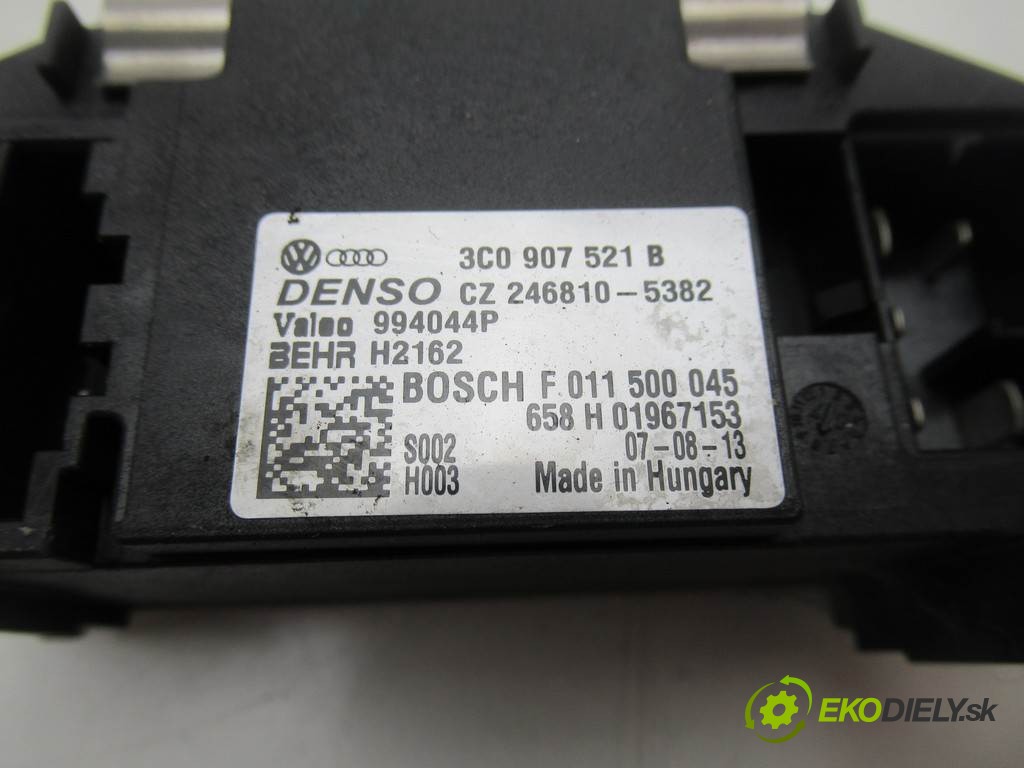 3C0 907 521 B
DENSO CZ 246810-5382
Valeo 994044P
BEHR H2162
BOSCH F 011 500 045
658 H 01967153
S002 07-08-13
H003 Made in Hungary
EKODIELY.sk